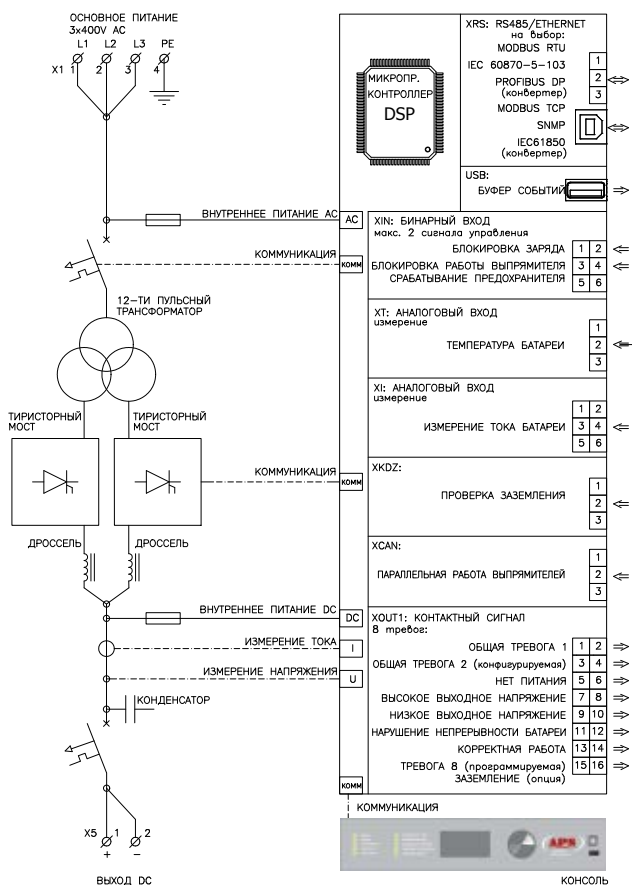 ОСНОВНОЕ ПИТАНИЕ
3x400V AC
L1 L2 L3 PE
X1 1 2 3 4
ВНУТРЕННЕЕ ПИТАНИЕ AC
AC
КОММУНИКАЦИЯ
КОММ
12-ТИ ПУЛЬСНЫЙ
ТРАНСФОРМАТОР
ТИРИСТОРНЫЙ
МОСТ
ТИРИСТОРНЫЙ
МОСТ
КОММУНИКАЦИЯ
КОММ
ДРОССЕЛЬ
ДРОССЕЛЬ
ВНУТРЕННЕЕ ПИТАНИЕ DC
DC
ИЗМЕРЕНИЕ ТОКА
I
ИЗМЕРЕНИЕ НАПРЯЖЕНИЯ
U
КОНДЕНСАТОР
X5 1 2
+ −
ВЫХОД DC
КОММ
КОММУНИКАЦИЯ
МИКРОПР.
КОНТРОЛЛЕР
DSP
XRS: RS485/ETHERNET
на выбор:
MODBUS RTU
IEC 60870-5-103
PROFIBUS DP
(конвертер)
MODBUS TCP
SNMP
IEC61850
(конвертер)
1
2
3
USB:
БУФЕР СОБЫТИЙ
XIN: БИНАРНЫЙ ВХОД
макс. 2 сигнала управления
БЛОКИРОВКА ЗАРЯДА 1 2
БЛОКИРОВКА РАБОТЫ ВЫПРЯМИТЕЛЯ 3 4
СРАБАТЫВАНИЕ ПРЕДОХРАНИТЕЛЯ 5 6
XT: АНАЛОГОВЫЙ ВХОД
измерение
1
ТЕМПЕРАТУРА БАТАРЕИ 2
3
XI: АНАЛОГОВЫЙ ВХОД
измерение
1 2
ИЗМЕРЕНИЕ ТОКА БАТАРЕИ 3 4
5 6
XKDZ:
1
ПРОВЕРКА ЗАЗЕМЛЕНИЯ 2
3
XCAN:
1
ПАРАЛЛЕЛЬНАЯ РАБОТА ВЫПРЯМИТЕЛЕЙ 2
3
XOUT1: КОНТАКТНЫЙ СИГНАЛ
8 тревог:
ОБЩАЯ ТРЕВОГА 1 1 2
ОБЩАЯ ТРЕВОГА 2 (конфигурируемая) 3 4
НЕТ ПИТАНИЯ 5 6
ВЫСОКОЕ ВЫХОДНОЕ НАПРЯЖЕНИЕ 7 8
НИЗКОЕ ВЫХОДНОЕ НАПРЯЖЕНИЕ 9 10
НАРУШЕНИЕ НЕПРЕРЫВНОСТИ БАТАРЕИ 11 12
КОРРЕКТНАЯ РАБОТА 13 14
ТРЕВОГА 8 (программируемая) 15 16
ЗАЗЕМЛЕНИЕ (опция)
APS
КОНСОЛЬ